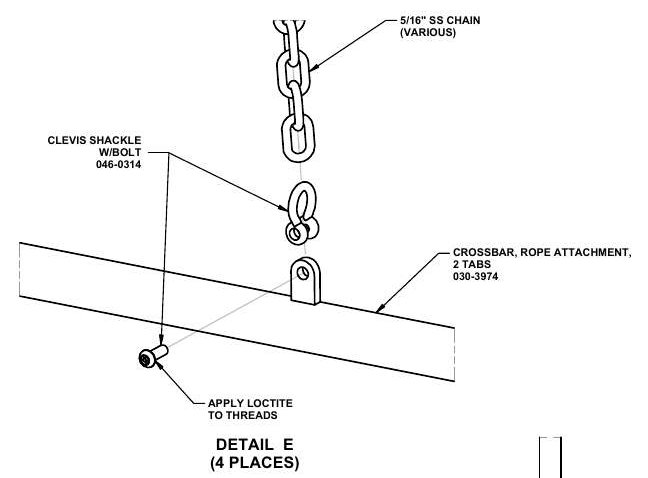 5/16" SS CHAIN
(VARIOUS)
CLEVIS SHACKLE
W/BOLT
046-0314
CROSSBAR, ROPE ATTACHMENT,
2 TABS
030-3974
APPLY LOCTITE
TO THREADS
DETAIL E
(4 PLACES)